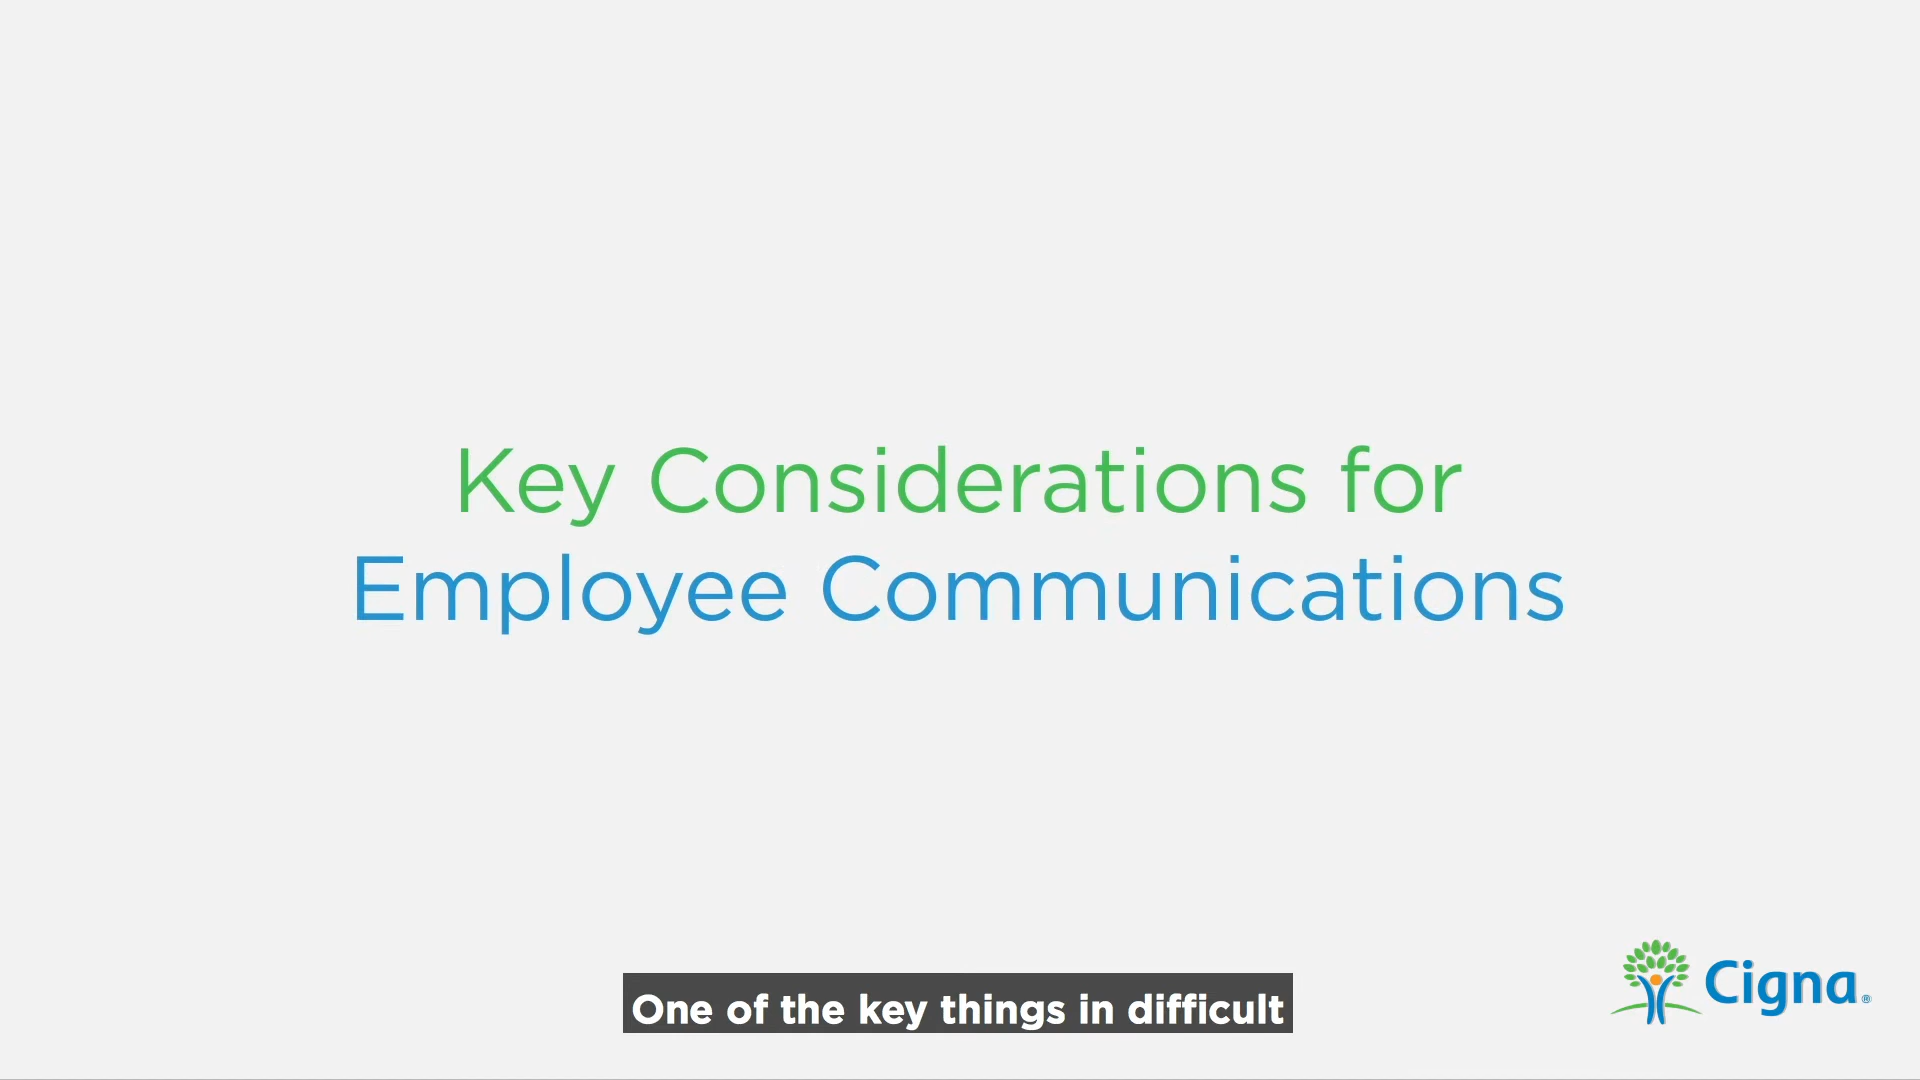 Key Considerations for
Employee Communications
One of the key things in difficult
Cigna®